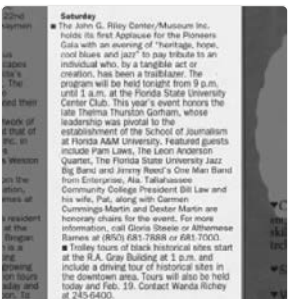 22nd
Saturday
■ The John G. Riley Center/Museum Inc.
holds its first Applause for the Pioneers
Gala with an evening of "heritage, hope,
cool blues and jazz" to pay tribute to an
individual who, by a tangible act or
creation, has been a trailblazer. The
program will be held tonight from 9 p.m.
until 1 a.m. at the Florida State University
Center Club. This year's event honors the
late Thelma Thurston Gorham, whose
leadership was pivotal to the
establishment of the School of Journalism
at Florida A&M University. Featured guests
include Pam Laws, The Leon Anderson
Quartet, The Florida State University Jazz
Big Band and Jimmy Reed's One Man Band
from Enterprise, Ala. Tallahassee
Community College President Bill Law and
his wife, Pat, along with Carmen
Cummings Martin and Dexter Martin are
honorary chairs for the event. For more
information, call Gloria Steele or Althemese
Barnes at (850) 681-7888 or 681-7000.
■ Trolley tours of black historical sites start
at the R.A. Gray Building at 1 p.m. and
include a driving tour of historical sites in
the downtown area. Tours will also be held
today and Feb. 19. Contact Wanda Richey
at 245-6400.